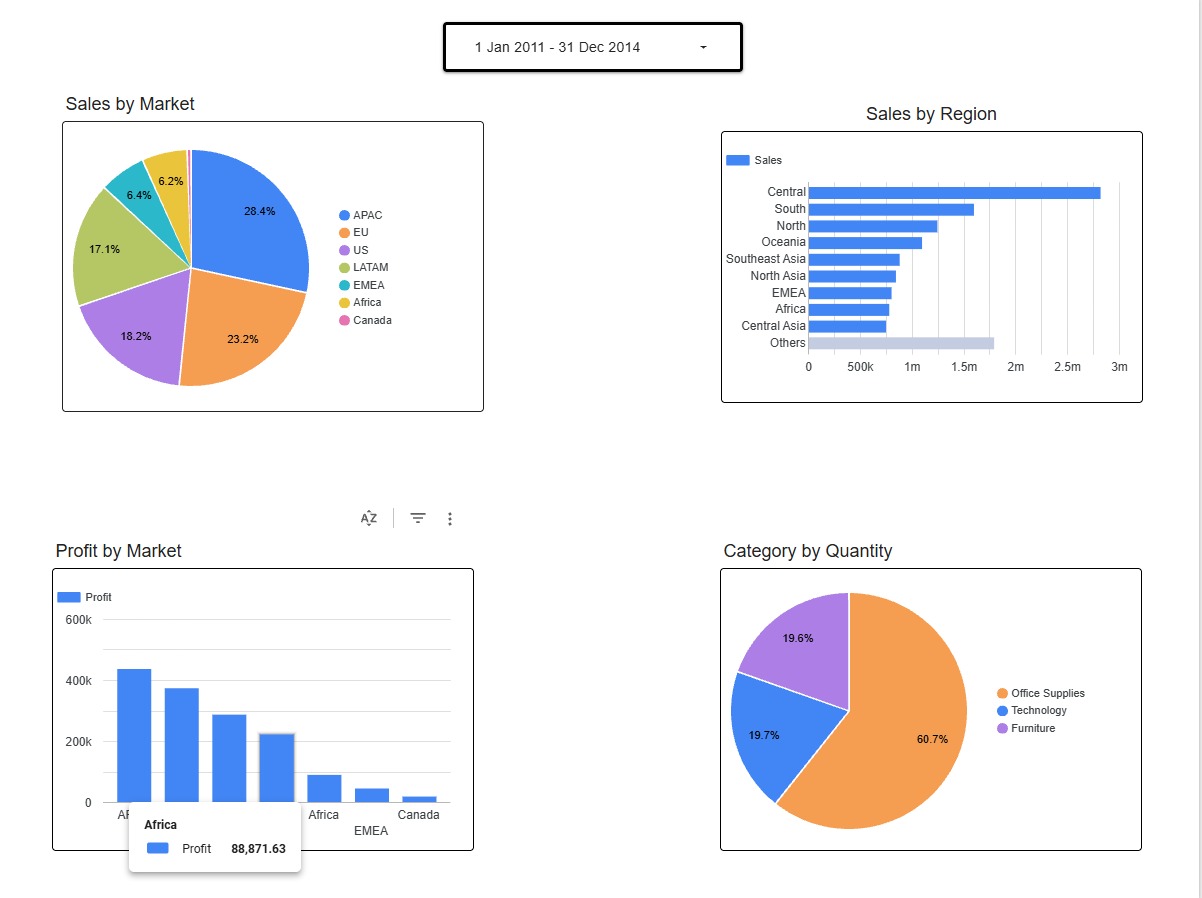 1 Jan 2011 - 31 Dec 2014
Sales by Market
28.4%
23.2%
18.2%
17.1%
6.4%
6.2%
APAC
EU
US
LATAM
EMEA
Africa
Canada
Sales by Region
Sales
Central
South
North
Oceania
Southeast Asia
North Asia
EMEA
Africa
Central Asia
Others
0 500k 1m 1.5m 2m 2.5m 3m
AZ
Profit by Market
Profit
600k
400k
200k
0
Africa Canada
EMEA
Africa
Profit 88,871.63
Category by Quantity
19.6%
19.7%
60.7%
Office Supplies
Technology
Furniture